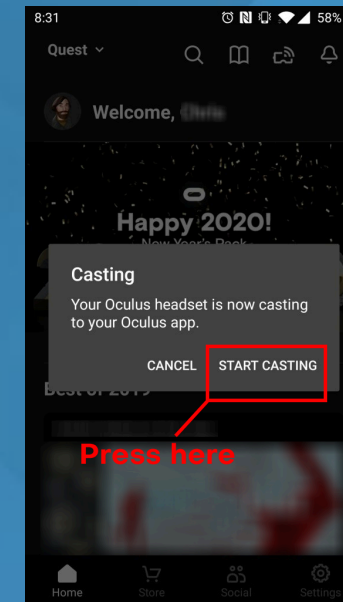 8:31
58%
Quest
Welcome,
Happy 2020!
New Year's Pack
Casting
Your Oculus headset is now casting
to your Oculus app.
CANCEL
START CASTING
Best of 2019
Press here
Home
Store
Social
Settings